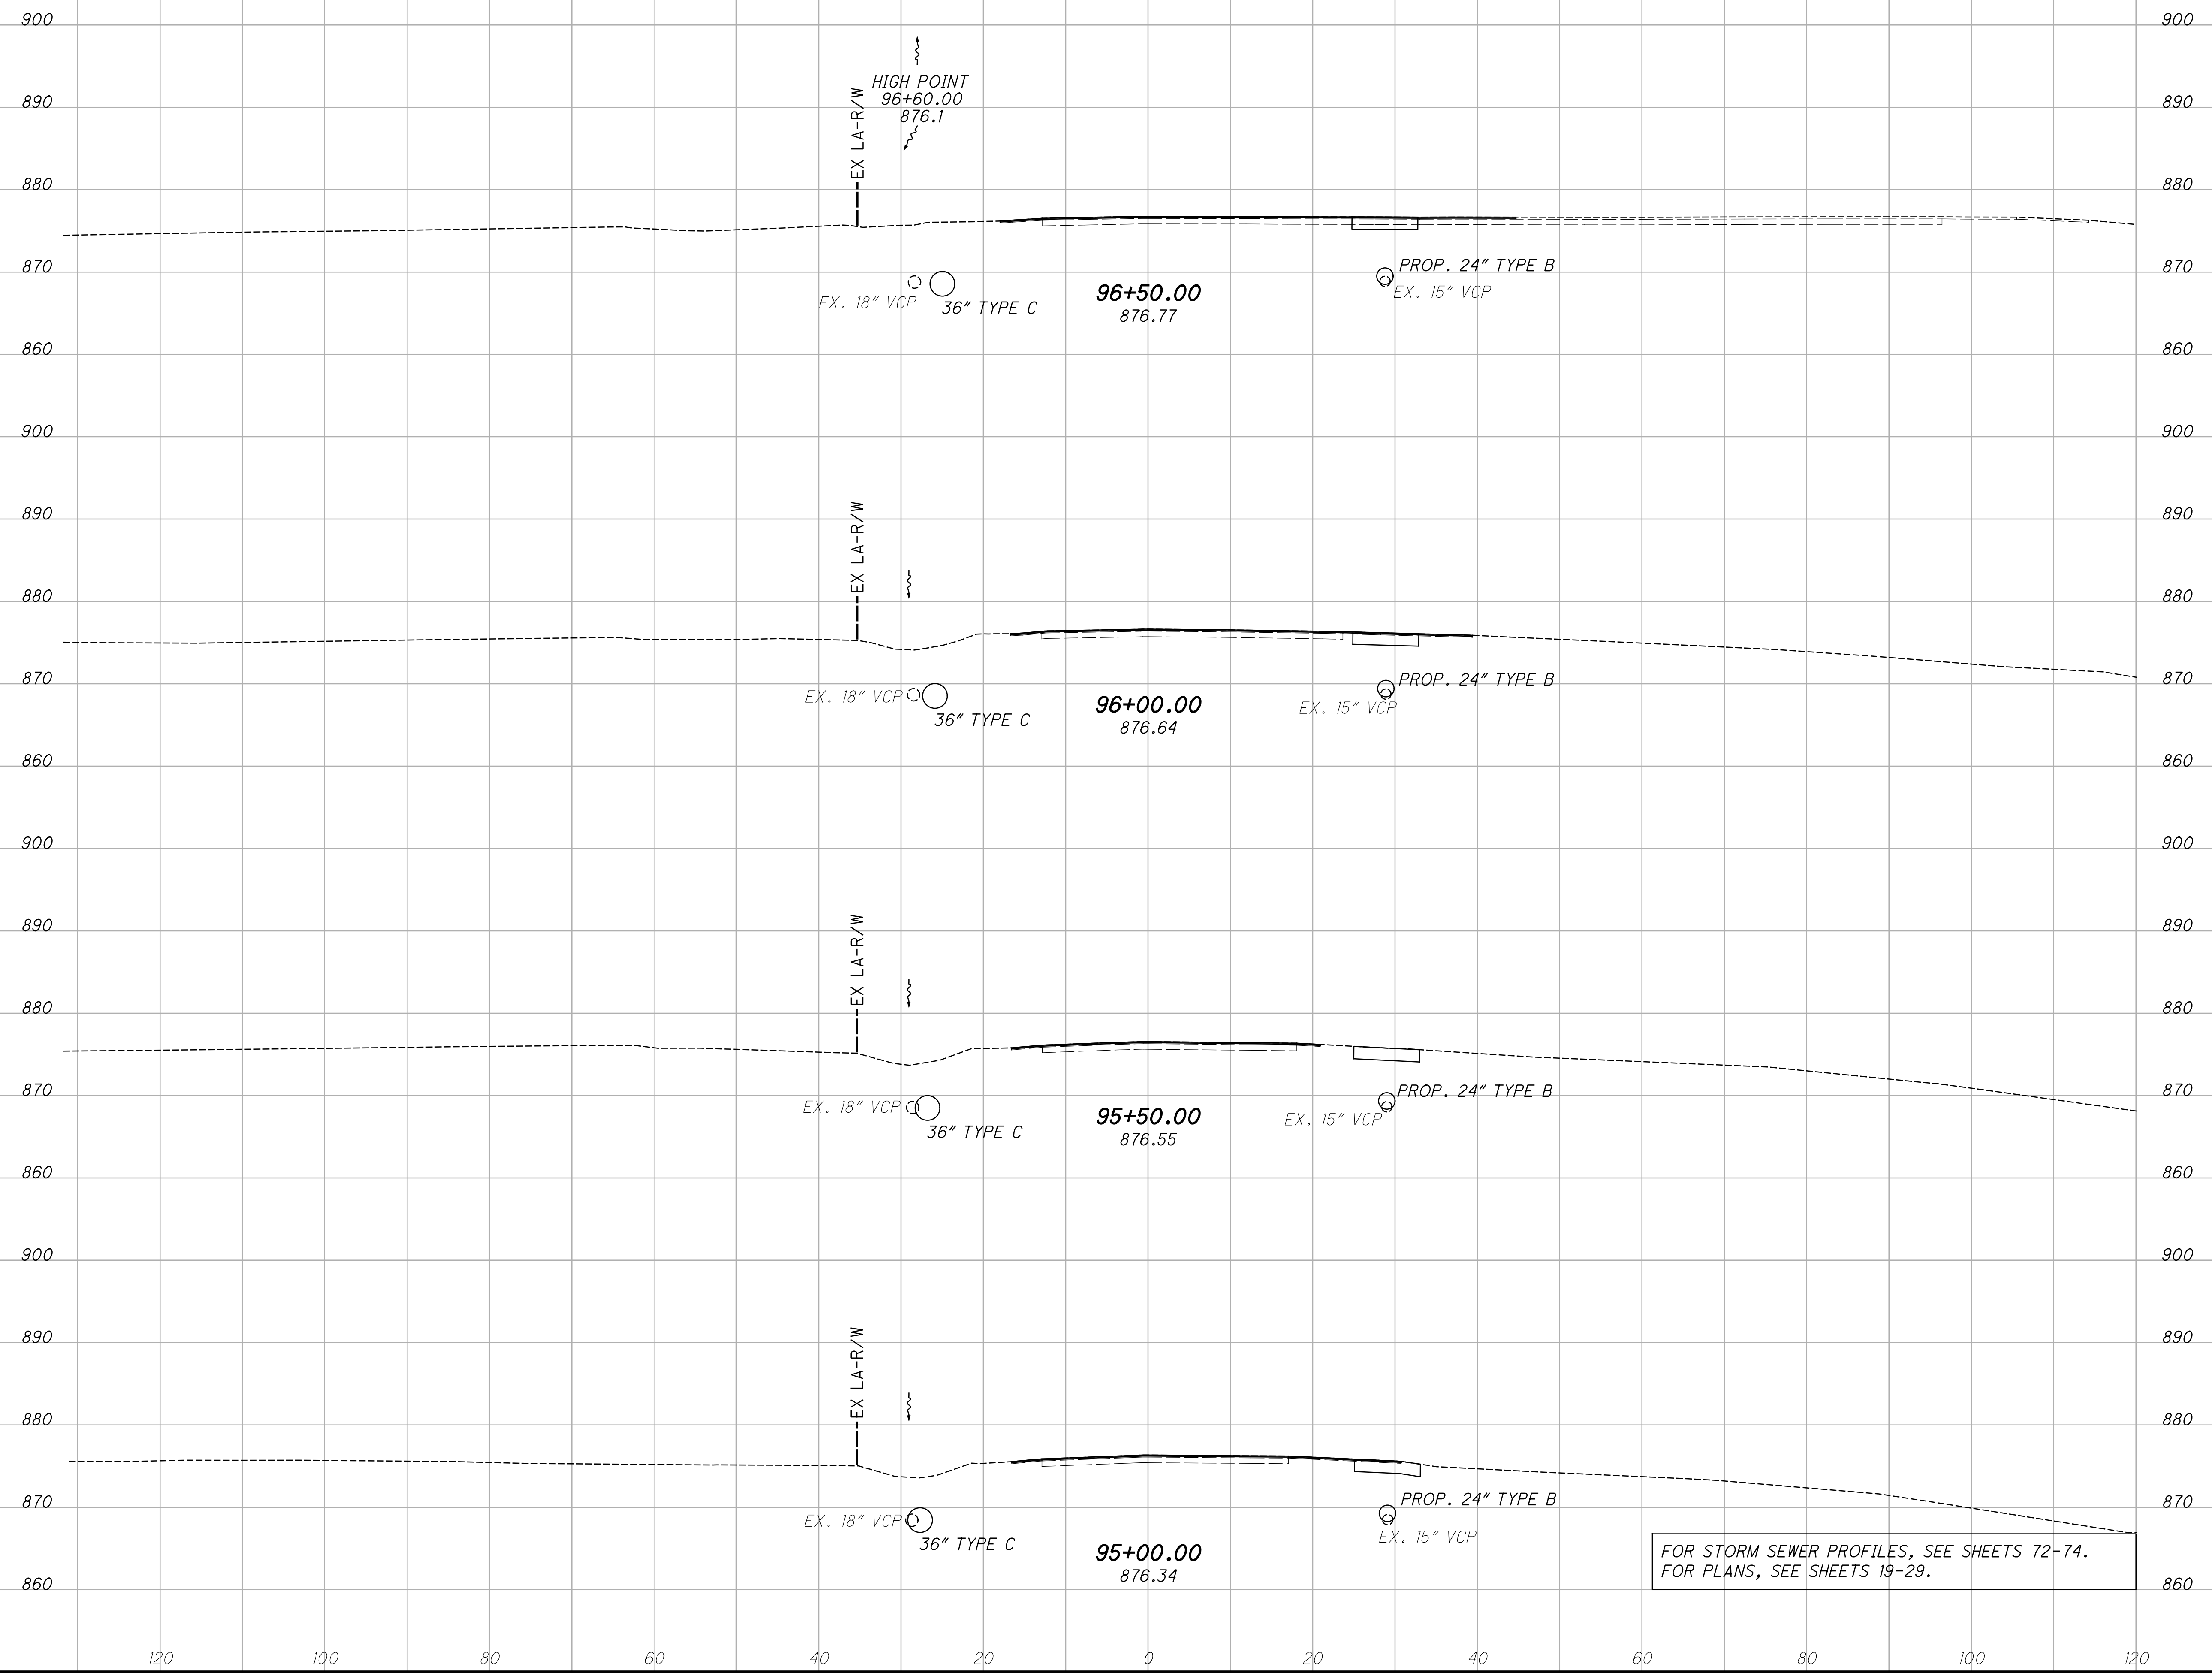 900 900
HIGH POINT
96+60.00
876.1
890 890
EX LA-R/W
880 880
870 870
PROP. 24" TYPE B
EX. 15" VCP
EX. 18" VCP
36" TYPE C
96+50.00
876.77
860 860
900 900
890 890
EX LA-R/W
880 880
870 870
PROP. 24" TYPE B
EX. 18" VCP
EX. 15" VCP
36" TYPE C
96+00.00
876.64
860 860
900 900
890 890
EX LA-R/W
880 880
870 870
PROP. 24" TYPE B
EX. 18" VCP
EX. 15" VCP
36" TYPE C
95+50.00
876.55
860 860
900 900
890 890
EX LA-R/W
880 880
870 870
PROP. 24" TYPE B
EX. 18" VCP
EX. 15" VCP
36" TYPE C
95+00.00
876.34
FOR STORM SEWER PROFILES, SEE SHEETS 72-74.
FOR PLANS, SEE SHEETS 19-29.
860 860
120 100 80 60 40 20 0 20 40 60 80 100 120